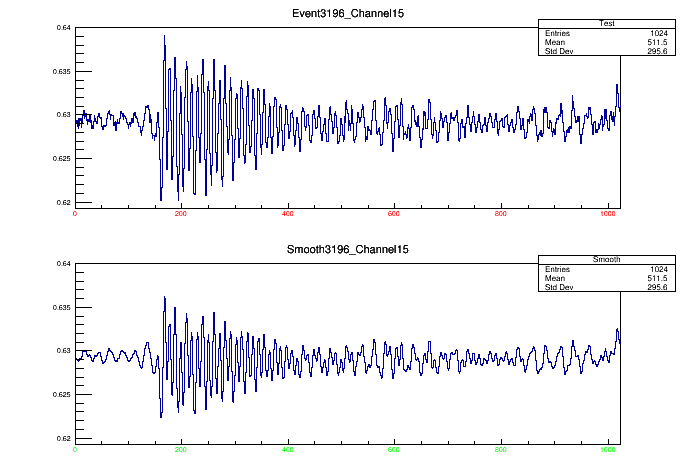 Event3196_Channel15
Test
Entries 1024
Mean 511.5
Std Dev 295.6
0.64
0.635
0.63
0.625
0.62
0 200 400 600 800 1000
Smooth3196_Channel15
Smooth
Entries 1024
Mean 511.5
Std Dev 295.6
0.64
0.635
0.63
0.625
0.62
0 200 400 600 800 1000